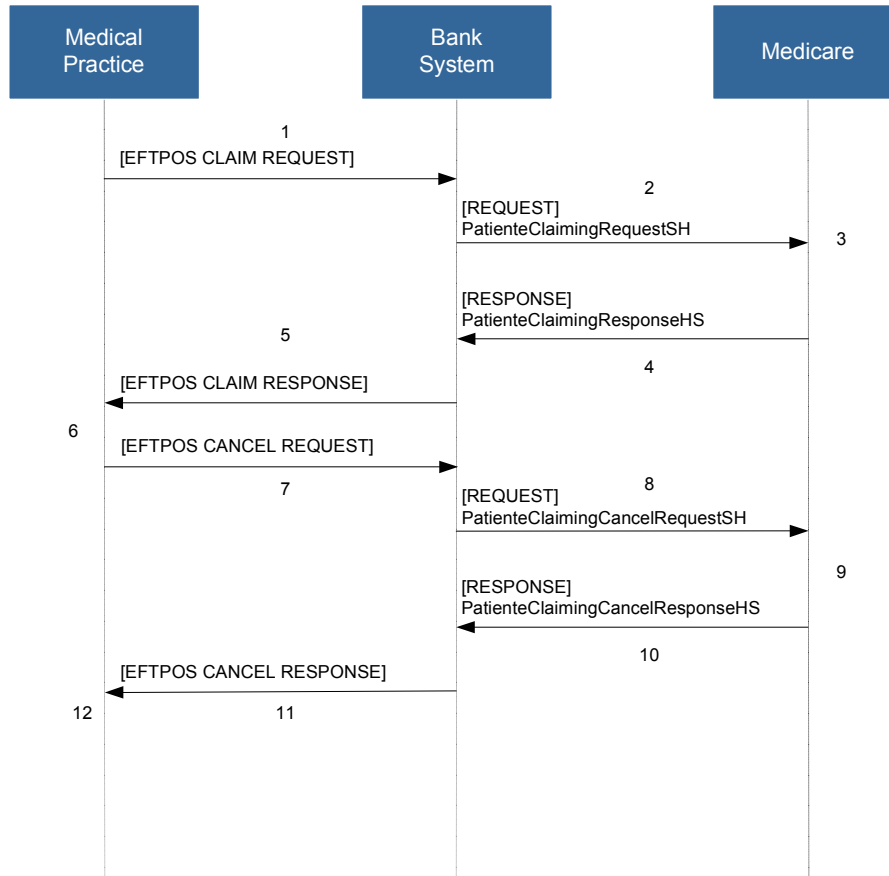 Medical
Practice
Bank
System
Medicare
1
[EFTPOS CLAIM REQUEST]
2
[REQUEST]
PatienteClaimingRequestSH
3
[RESPONSE]
PatienteClaimingResponseHS
5
4
[EFTPOS CLAIM RESPONSE]
6
[EFTPOS CANCEL REQUEST]
7
8
[REQUEST]
PatienteClaimingCancelRequestSH
9
[RESPONSE]
PatienteClaimingCancelResponseHS
10
[EFTPOS CANCEL RESPONSE]
12
11